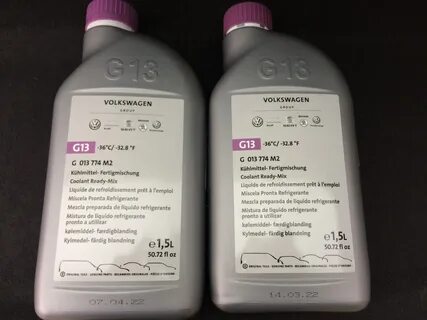 G13
VOLKSWAGEN
GROUP
SEAT
G13
-36°C/ -32.8 °F
G 013 774 M2
Kühlmittel- Fertigmischung
Coolant Ready-Mix
Liquide de refroidissement prêt à l'emploi
Miscela Pronta Refrigerante
Mezcla preparada de líquido refrigerante
Mistura de líquido refrigerante
pronto a utilizar
kølemiddel- færdigblanding
Kylmedel- färdig blandning
e 1,5L
50.72 fl oz
07.04.22
G13
VOLKSWAGEN
GROUP
SEAT
G13
-36°C/ -32.8 °F
G 013 774 M2
Kühlmittel- Fertigmischung
Coolant Ready-Mix
Liquide de refroidissement prêt à l'emploi
Miscela Pronta Refrigerante
Mezcla preparada de líquido refrigerante
Mistura de líquido refrigerante
pronto a utilizar
kølemiddel- færdigblanding
Kylmedel- färdig blandning
e 1,5L
50.72 fl oz
14.03.22